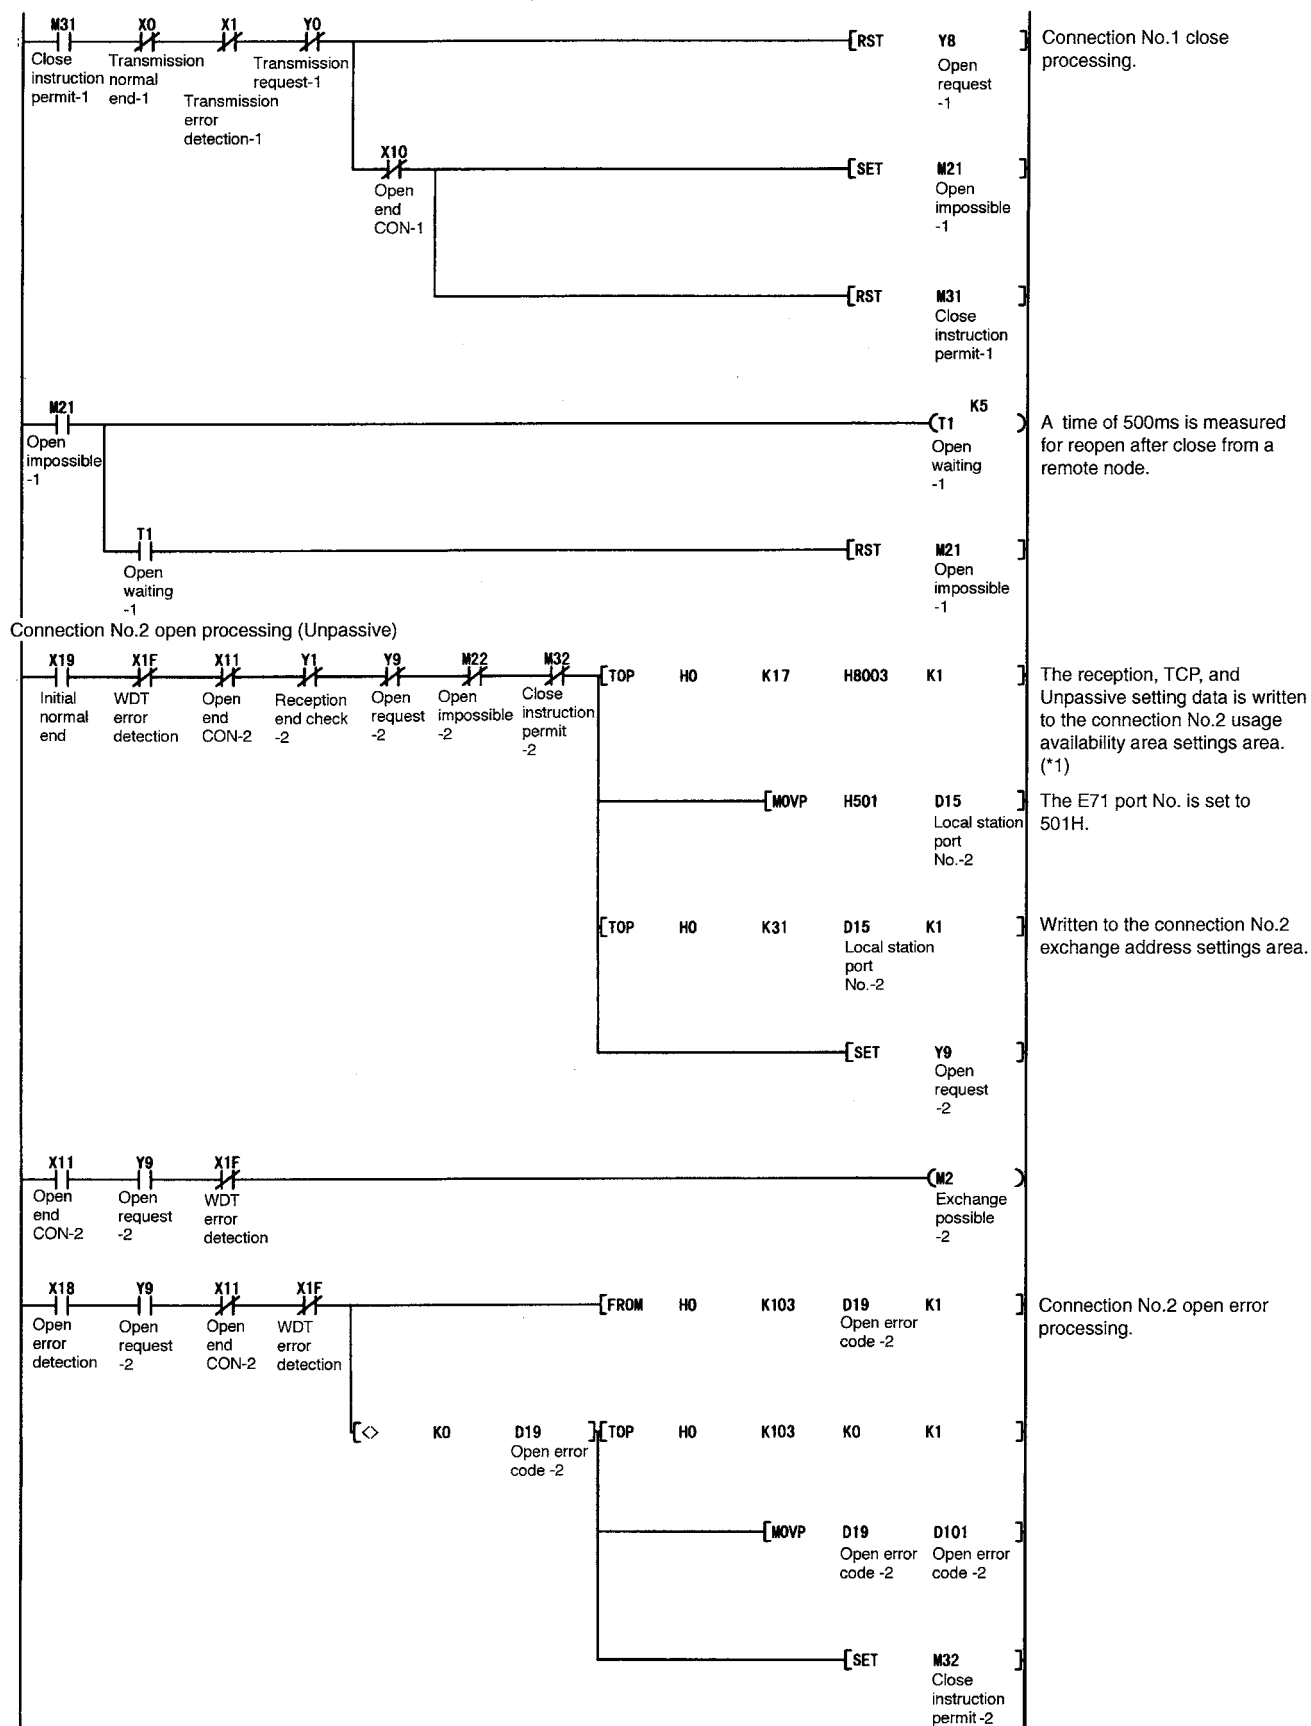 M31 X0 X1 Y0
Close instruction permit-1
Transmission normal end-1
Transmission error detection-1
Transmission request-1
[RST Y8 ]
Open request -1
Connection No.1 close processing.
X10
Open end CON-1
[SET M21 ]
Open impossible -1
[RST M31 ]
Close instruction permit-1
M21
Open impossible -1
K5
(T1 )
Open waiting -1
A time of 500ms is measured
for reopen after close from a
remote node.
T1
Open waiting -1
[RST M21 ]
Open impossible -1
Connection No.2 open processing (Unpassive)
X19 X1F X11 Y1 Y9 M22 M32
Initial normal end
WDT error detection
Open end CON-2
Reception end check -2
Open request -2
Open impossible -2
Close instruction permit -2
[TOP H0 K17 H8003 K1 ]
The reception, TCP, and
Unpassive setting data is written
to the connection No.2 usage
availability area settings area.
(*1)
[MOVP H501 D15 ]
Local station port No.-2
The E71 port No. is set to
501H.
[TOP H0 K31 D15 K1 ]
Local station port No.-2
Written to the connection No.2
exchange address settings area.
[SET Y9 ]
Open request -2
X11 Y9 X1F
Open end CON-2
Open request -2
WDT error detection
(M2 )
Exchange possible -2
X18 Y9 X11 X1F
Open error detection
Open request -2
Open end CON-2
WDT error detection
[FROM H0 K103 D19 K1 ]
Open error code -2
Connection No.2 open error
processing.
[<> K0 D19 ]
Open error code -2
[TOP H0 K103 K0 K1 ]
[MOVP D19 D101 ]
Open error code -2
Open error code -2
[SET M32 ]
Close instruction permit-2